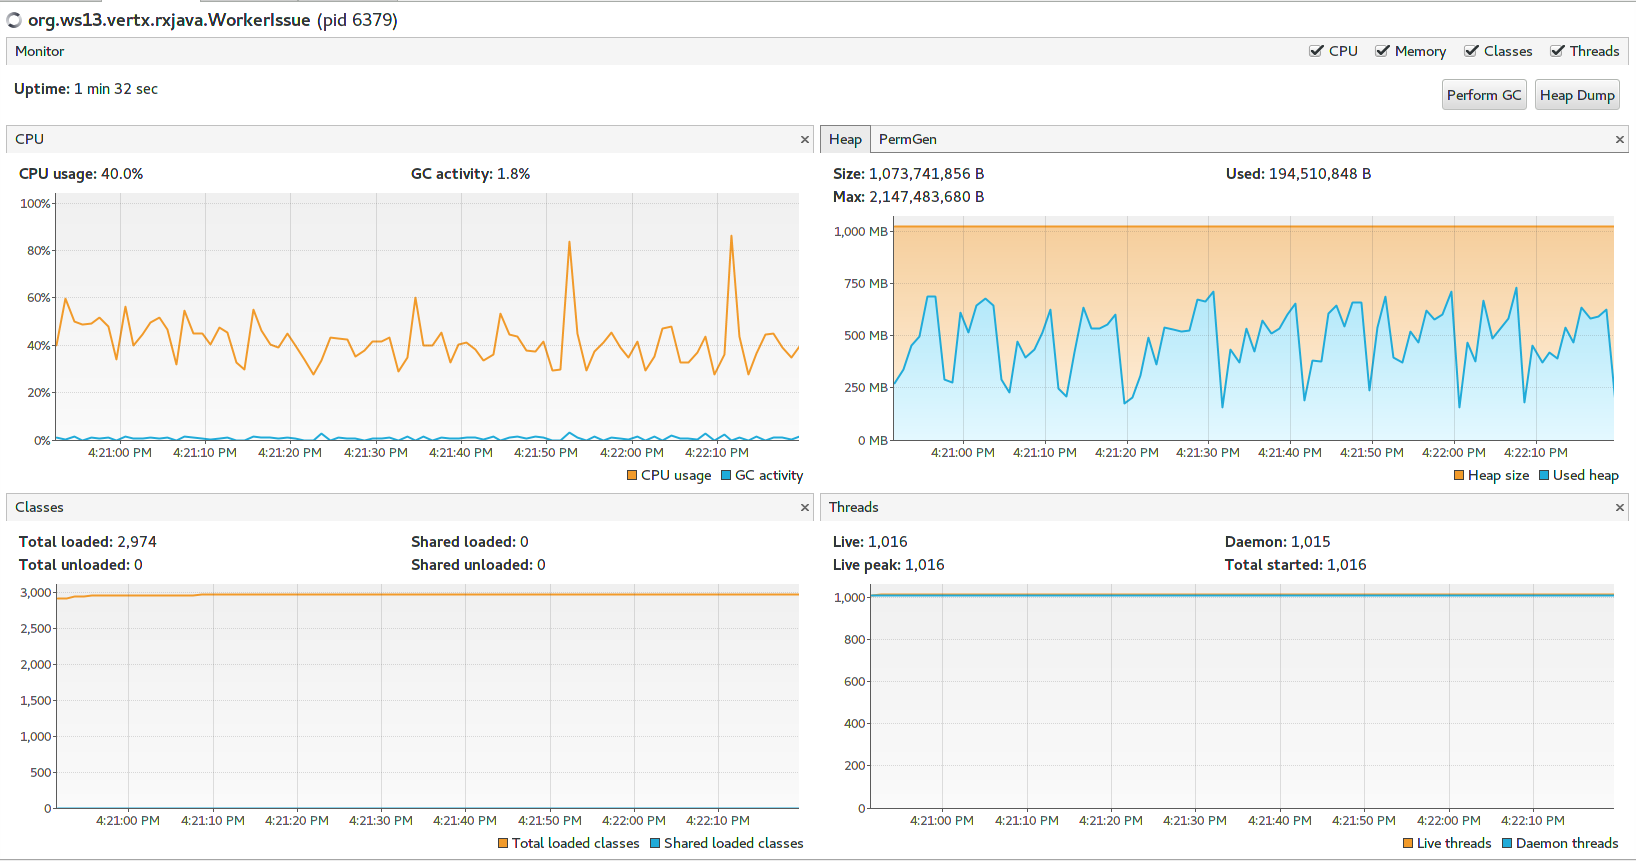 org.ws13.vertx.rxjava.WorkerIssue (pid 6379)
Monitor
CPU Memory Classes Threads
Uptime: 1 min 32 sec
Perform GC Heap Dump
CPU ×
CPU usage: 40.0% GC activity: 1.8%
100%
80%
60%
40%
20%
0%
4:21:00 PM 4:21:10 PM 4:21:20 PM 4:21:30 PM 4:21:40 PM 4:21:50 PM 4:22:00 PM 4:22:10 PM
CPU usage GC activity
Heap PermGen ×
Size: 1,073,741,856 B Used: 194,510,848 B
Max: 2,147,483,680 B
1,000 MB
750 MB
500 MB
250 MB
0 MB
4:21:00 PM 4:21:10 PM 4:21:20 PM 4:21:30 PM 4:21:40 PM 4:21:50 PM 4:22:00 PM 4:22:10 PM
Heap size Used heap
Classes ×
Total loaded: 2,974 Shared loaded: 0
Total unloaded: 0 Shared unloaded: 0
3,000
2,500
2,000
1,500
1,000
500
0
4:21:00 PM 4:21:10 PM 4:21:20 PM 4:21:30 PM 4:21:40 PM 4:21:50 PM 4:22:00 PM 4:22:10 PM
Total loaded classes Shared loaded classes
Threads ×
Live: 1,016 Daemon: 1,015
Live peak: 1,016 Total started: 1,016
1,000
800
600
400
200
0
4:21:00 PM 4:21:10 PM 4:21:20 PM 4:21:30 PM 4:21:40 PM 4:21:50 PM 4:22:00 PM 4:22:10 PM
Live threads Daemon threads